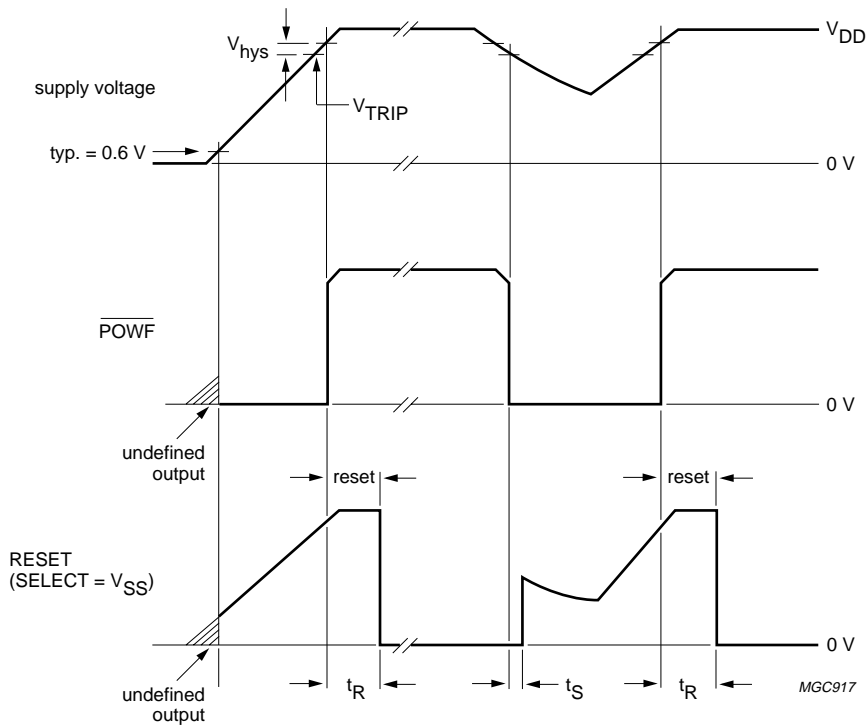 V_DD
V_hys
supply voltage
V_TRIP
typ. = 0.6 V
0 V
POWF
0 V
undefined
output
reset
reset
RESET
(SELECT = V_SS)
0 V
undefined
output
t_R
t_S
t_R
MGC917